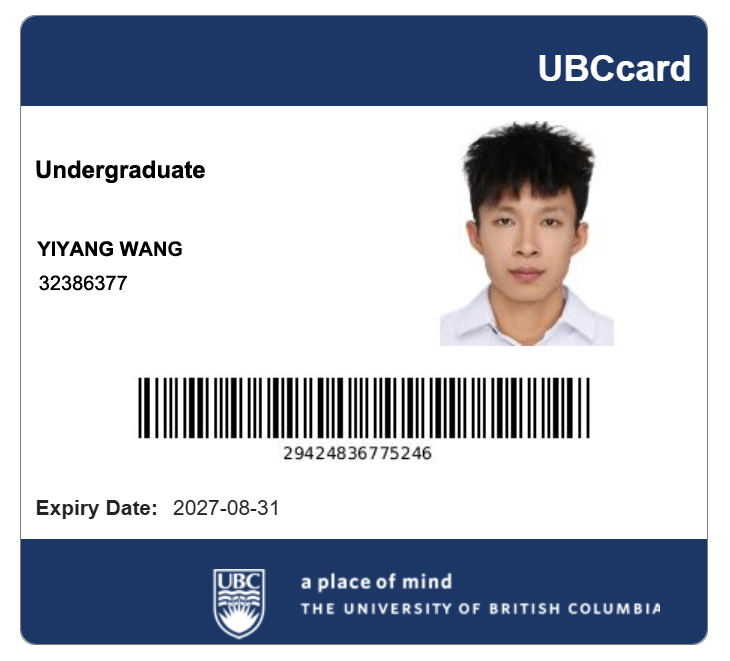 UBCcard
Undergraduate
YIYANG WANG
32386377
29424836775246
Expiry Date: 2027-08-31
UBC
a place of mind
THE UNIVERSITY OF BRITISH COLUMBIA